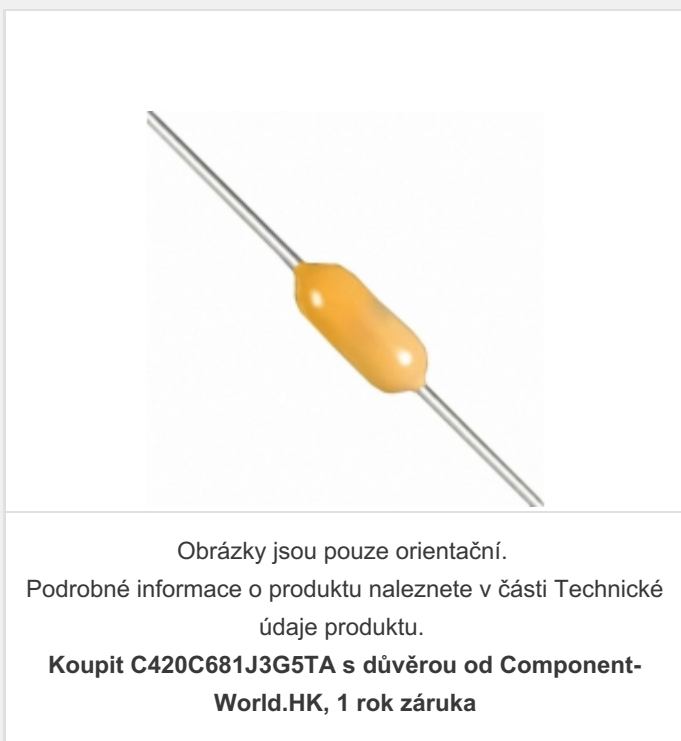 Obrázky jsou pouze orientační.
Podrobné informace o produktu naleznete v části Technické
údaje produktu.
Koupit C420C681J3G5TA s důvěrou od Component-
World.HK, 1 rok záruka